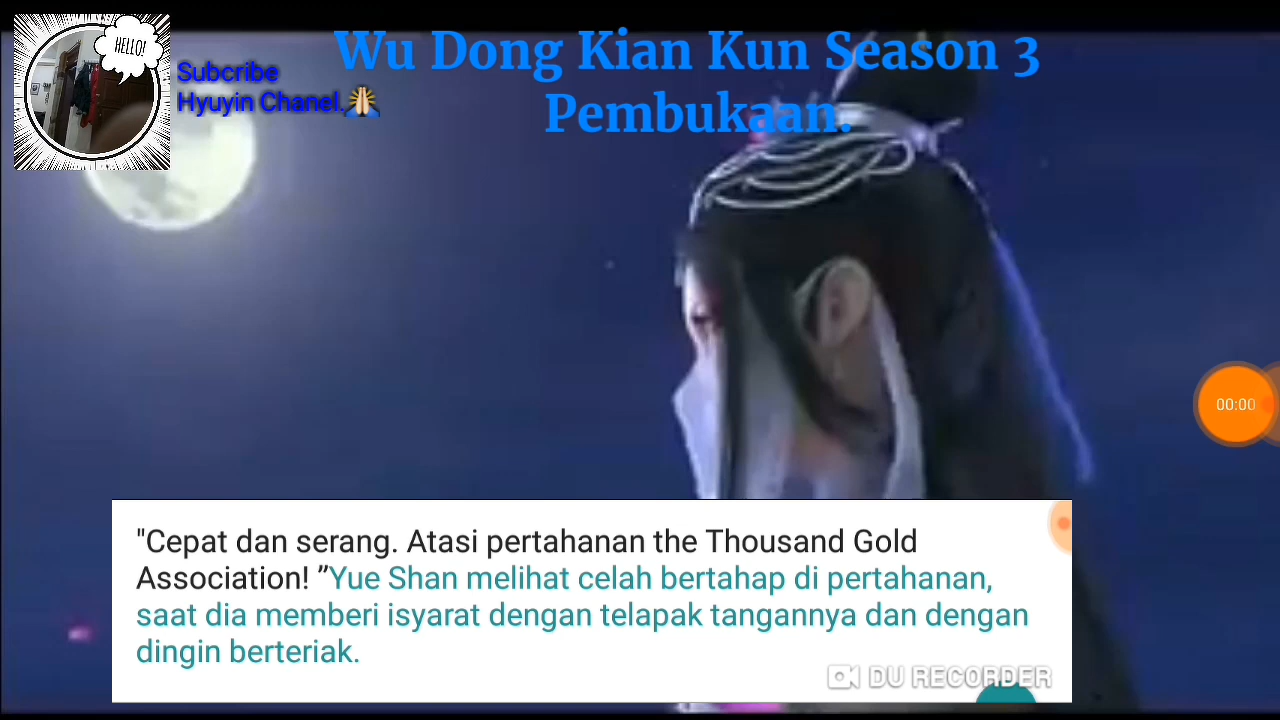 HELLO!
Wu Dong Kian Kun Season 3
Pembukaan.
Subcribe
Hyuyin Chanel.🙏
00:00
"Cepat dan serang. Atasi pertahanan the Thousand Gold
Association! ”Yue Shan melihat celah bertahap di pertahanan,
saat dia memberi isyarat dengan telapak tangannya dan dengan
dingin berteriak.
DU RECORDER